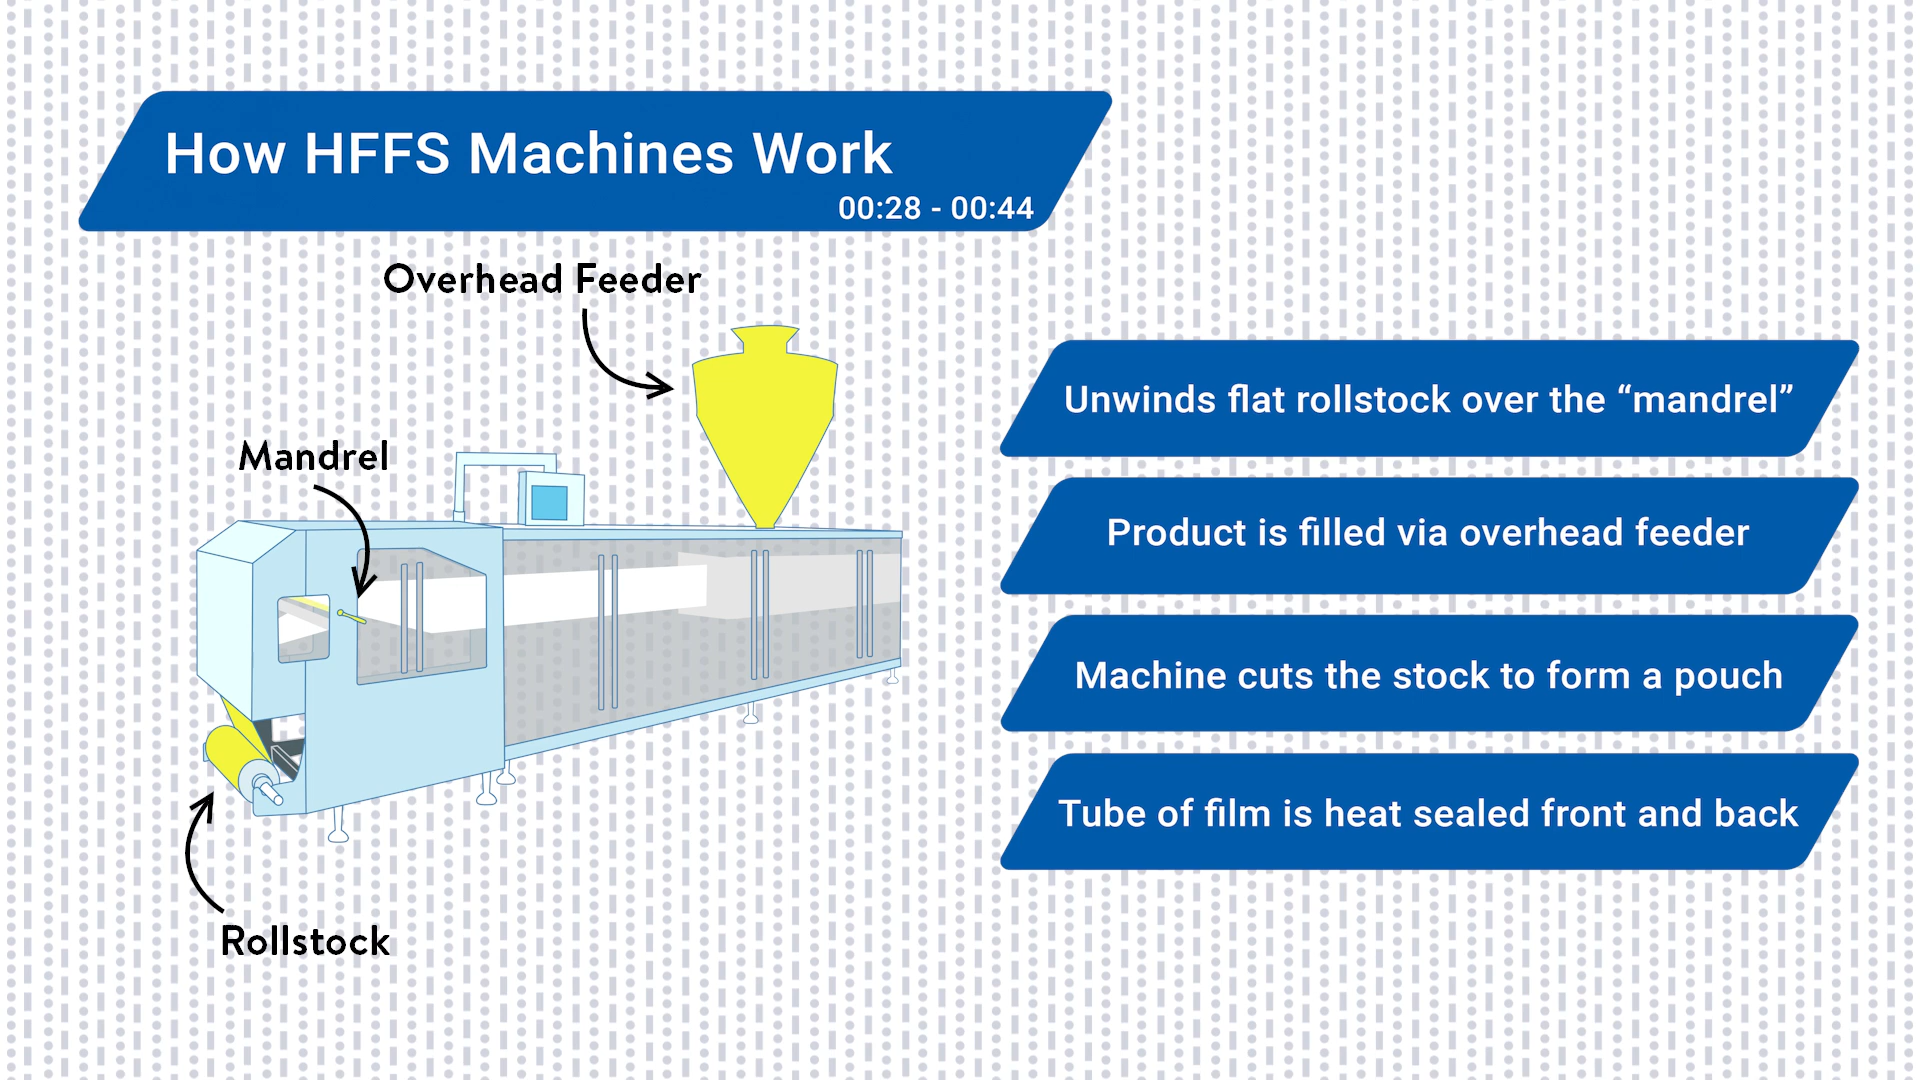 How HFFS Machines Work
00:28 - 00:44
Overhead Feeder
Mandrel
Rollstock
Unwinds flat rollstock over the “mandrel”
Product is filled via overhead feeder
Machine cuts the stock to form a pouch
Tube of film is heat sealed front and back